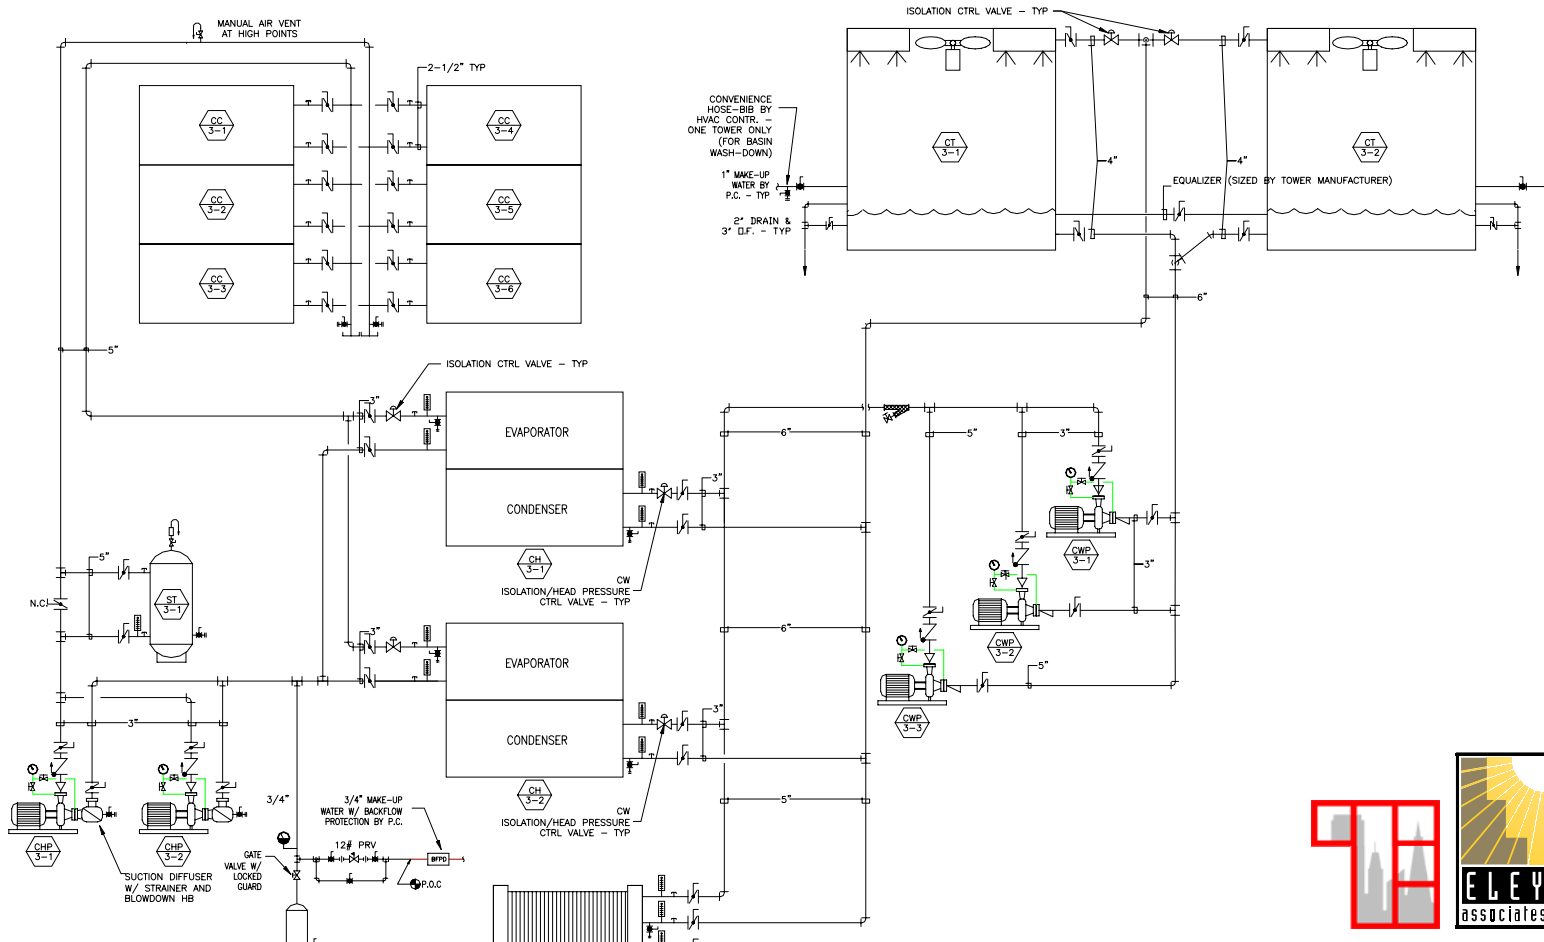 MANUAL AIR VENT
AT HIGH POINTS
ISOLATION CTRL VALVE - TYP
2-1/2" TYP
CC
3-1
CC
3-4
CC
3-2
CC
3-5
CC
3-3
CC
3-6
CONVENIENCE
HOSE-BIB BY
HVAC CONTR. -
ONE TOWER ONLY
(FOR BASIN
WASH-DOWN)
1" MAKE-UP
WATER BY
P.C. - TYP
2" DRAIN &
3" O.F. - TYP
CT
3-1
CT
3-2
4"
4"
EQUALIZER (SIZED BY TOWER MANUFACTURER)
6"
5"
ISOLATION CTRL VALVE - TYP
3"
EVAPORATOR
CONDENSER
CH
3-1
3"
CW
ISOLATION/HEAD PRESSURE
CTRL VALVE - TYP
6"
5"
3"
CWP
3-1
3"
CWP
3-2
5"
CWP
3-3
5"
N.C.
ST
3-1
3"
6"
EVAPORATOR
CONDENSER
CH
3-2
3"
CW
ISOLATION/HEAD PRESSURE
CTRL VALVE - TYP
5"
3"
CHP
3-1
CHP
3-2
SUCTION DIFFUSER
W/ STRAINER AND
BLOWDOWN HB
3/4"
3/4" MAKE-UP
WATER W/ BACKFLOW
PROTECTION BY P.C.
12# PRV
BFPD
P.O.C
GATE
VALVE W/
LOCKED
GUARD
ELEY
associates